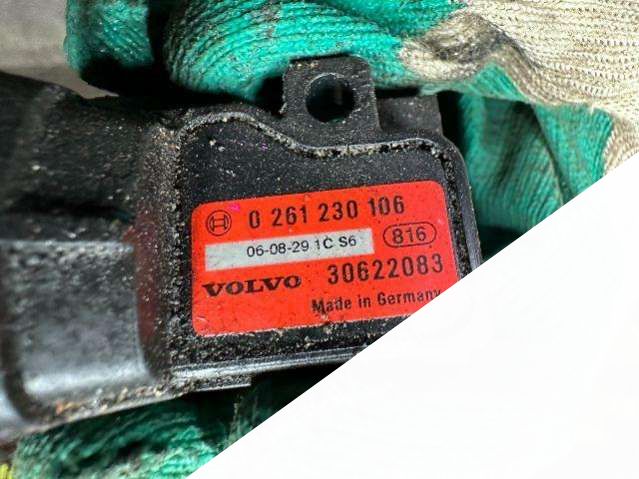 0 261 230 106
06-08-29 1C S6
816
VOLVO 30622083
Made in Germany